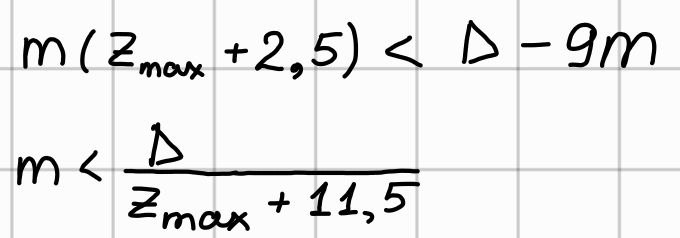 m(z_max + 2,5) < Δ - 9m
m < Δ / (z_max + 11,5)